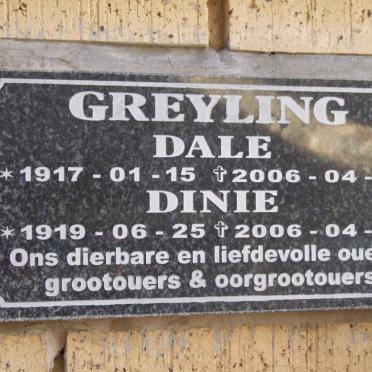 GREYLING
DALE
* 1917 - 01 - 15 ✝ 2006 - 04 -
DINIE
* 1919 - 06 - 25 ✝ 2006 - 04 -
Ons dierbare en liefdevolle
grootouers & oorgrootouers